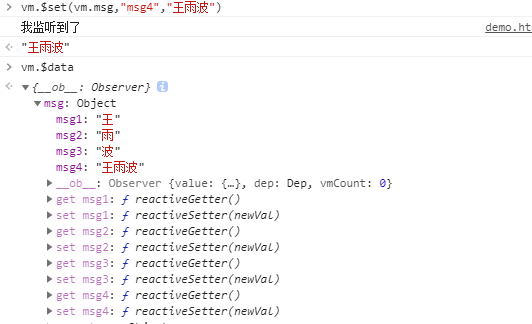 > vm.$set(vm.msg,"msg4","王雨波")
我监听到了 demo.ht
"王雨波"
> vm.$data
{__ob__: Observer} i
msg: Object
msg1: "王"
msg2: "雨"
msg3: "波"
msg4: "王雨波"
__ob__: Observer {value: {…}, dep: Dep, vmCount: 0}
get msg1: ƒ reactiveGetter()
set msg1: ƒ reactiveSetter(newVal)
get msg2: ƒ reactiveGetter()
set msg2: ƒ reactiveSetter(newVal)
get msg3: ƒ reactiveGetter()
set msg3: ƒ reactiveSetter(newVal)
get msg4: ƒ reactiveGetter()
set msg4: ƒ reactiveSetter(newVal)